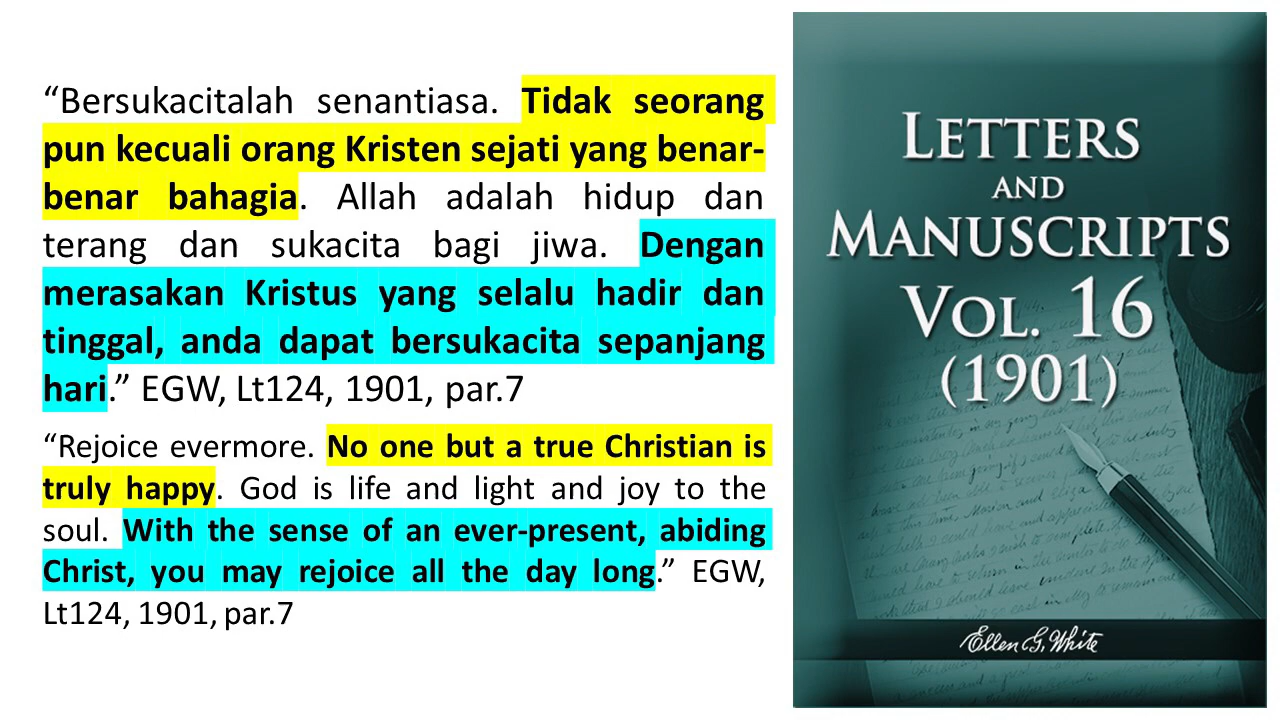 “Bersukacitalah senantiasa. Tidak seorang
pun kecuali orang Kristen sejati yang benar-
benar bahagia. Allah adalah hidup dan
terang dan sukacita bagi jiwa. Dengan
merasakan Kristus yang selalu hadir dan
tinggal, anda dapat bersukacita sepanjang
hari.” EGW, Lt124, 1901, par.7
“Rejoice evermore. No one but a true Christian is
truly happy. God is life and light and joy to the
soul. With the sense of an ever-present, abiding
Christ, you may rejoice all the day long.” EGW,
Lt124, 1901, par.7
LETTERS
AND
MANUSCRIPTS
VOL. 16
(1901)
Ellen G. White